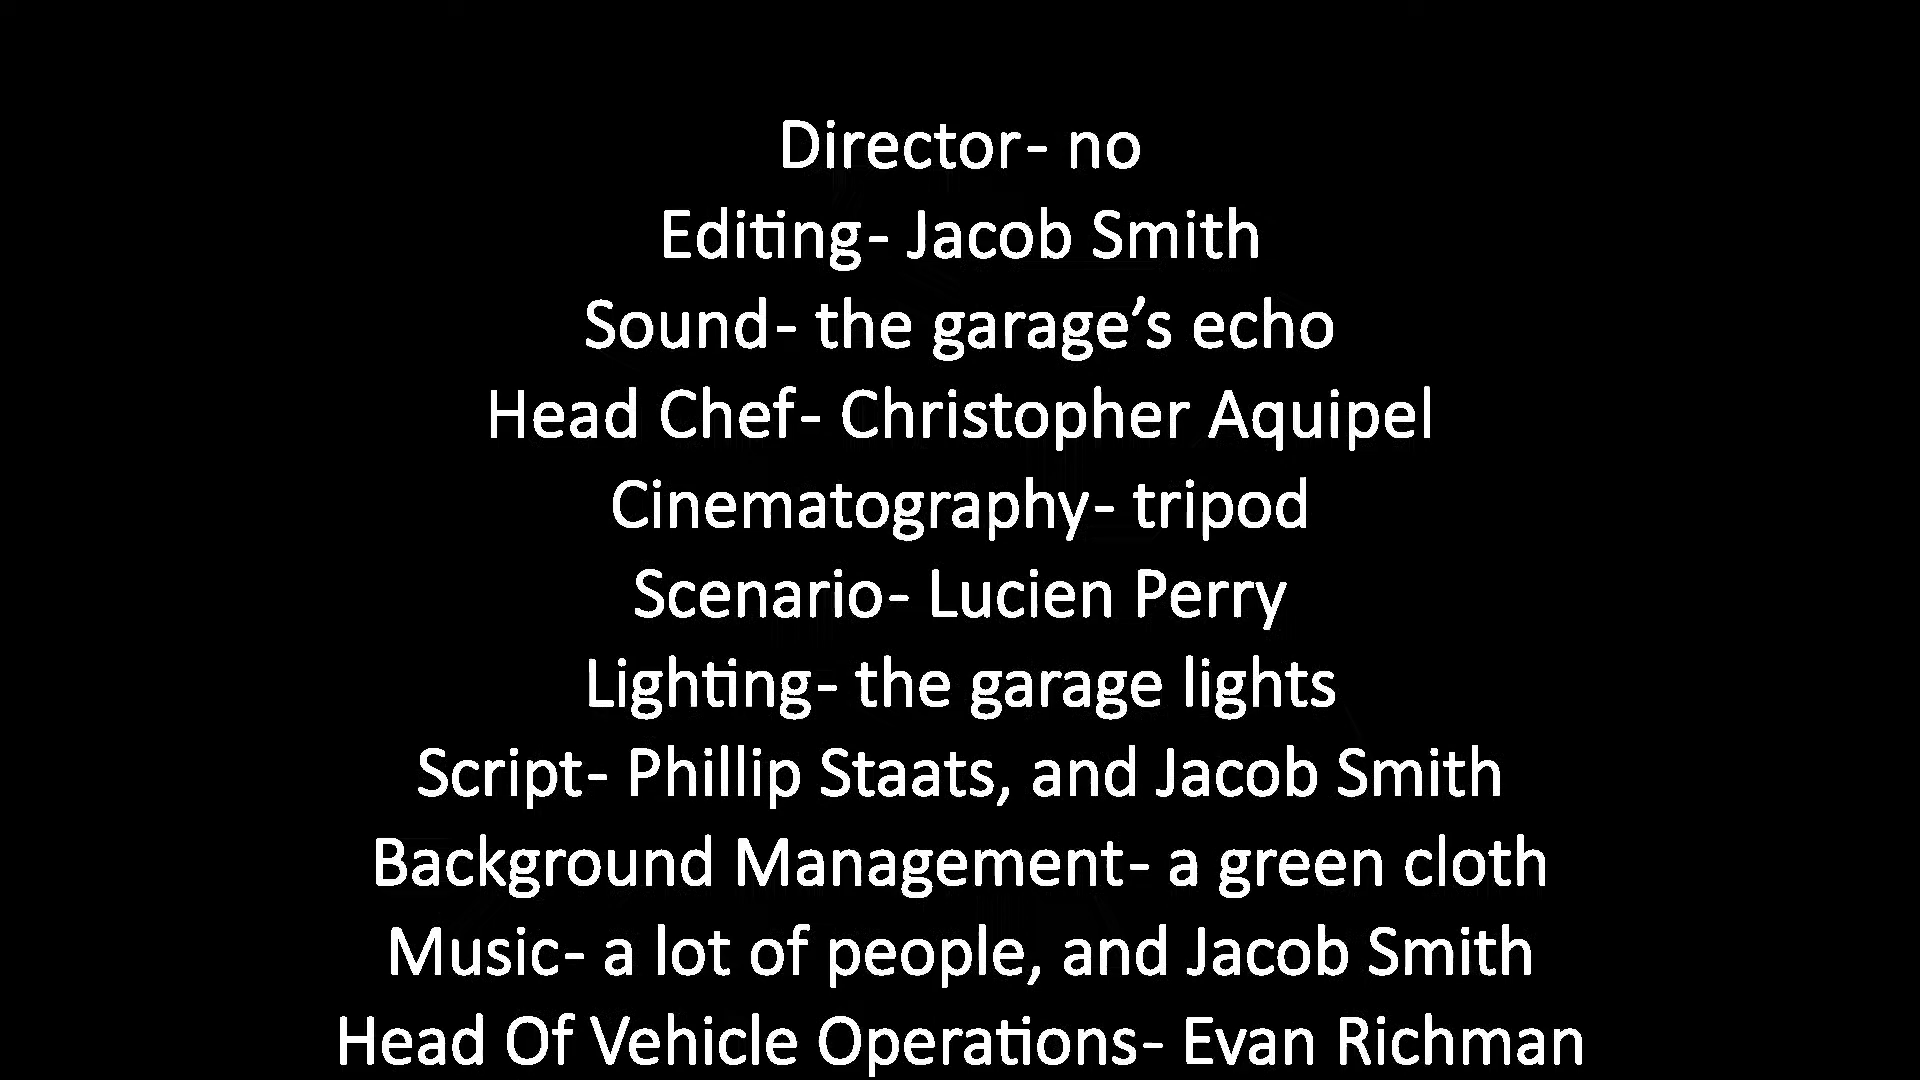 Director- no
Editing- Jacob Smith
Sound- the garage’s echo
Head Chef- Christopher Aquipel
Cinematography- tripod
Scenario- Lucien Perry
Lighting- the garage lights
Script- Phillip Staats, and Jacob Smith
Background Management- a green cloth
Music- a lot of people, and Jacob Smith
Head Of Vehicle Operations- Evan Richman